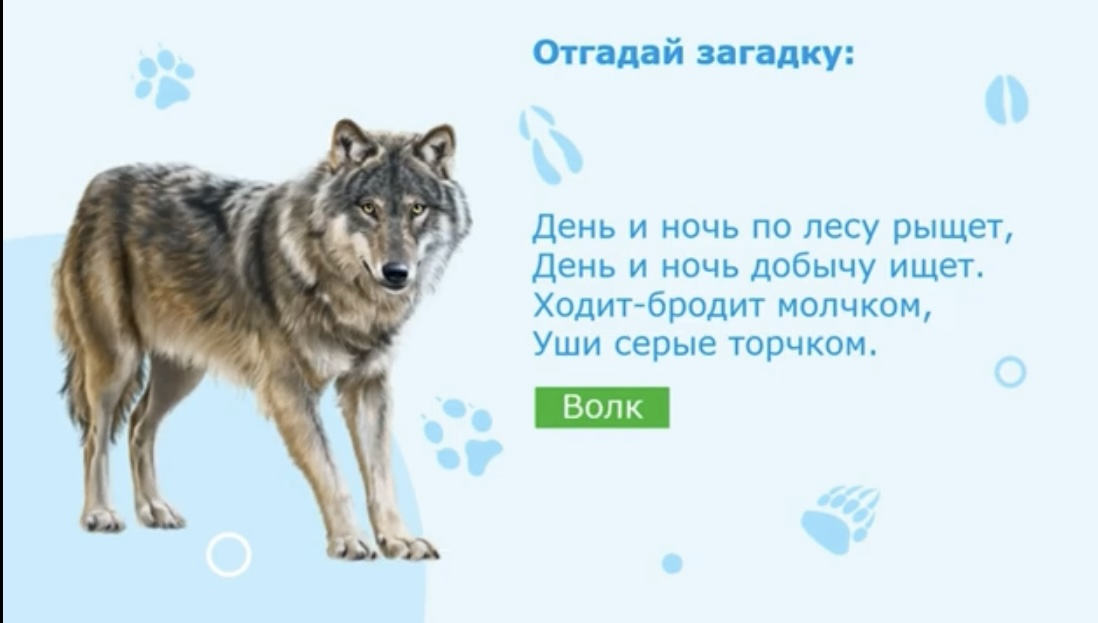 Отгадай загадку:
День и ночь по лесу рыщет,
День и ночь добычу ищет.
Ходит-бродит молчком,
Уши серые торчком.
Волк